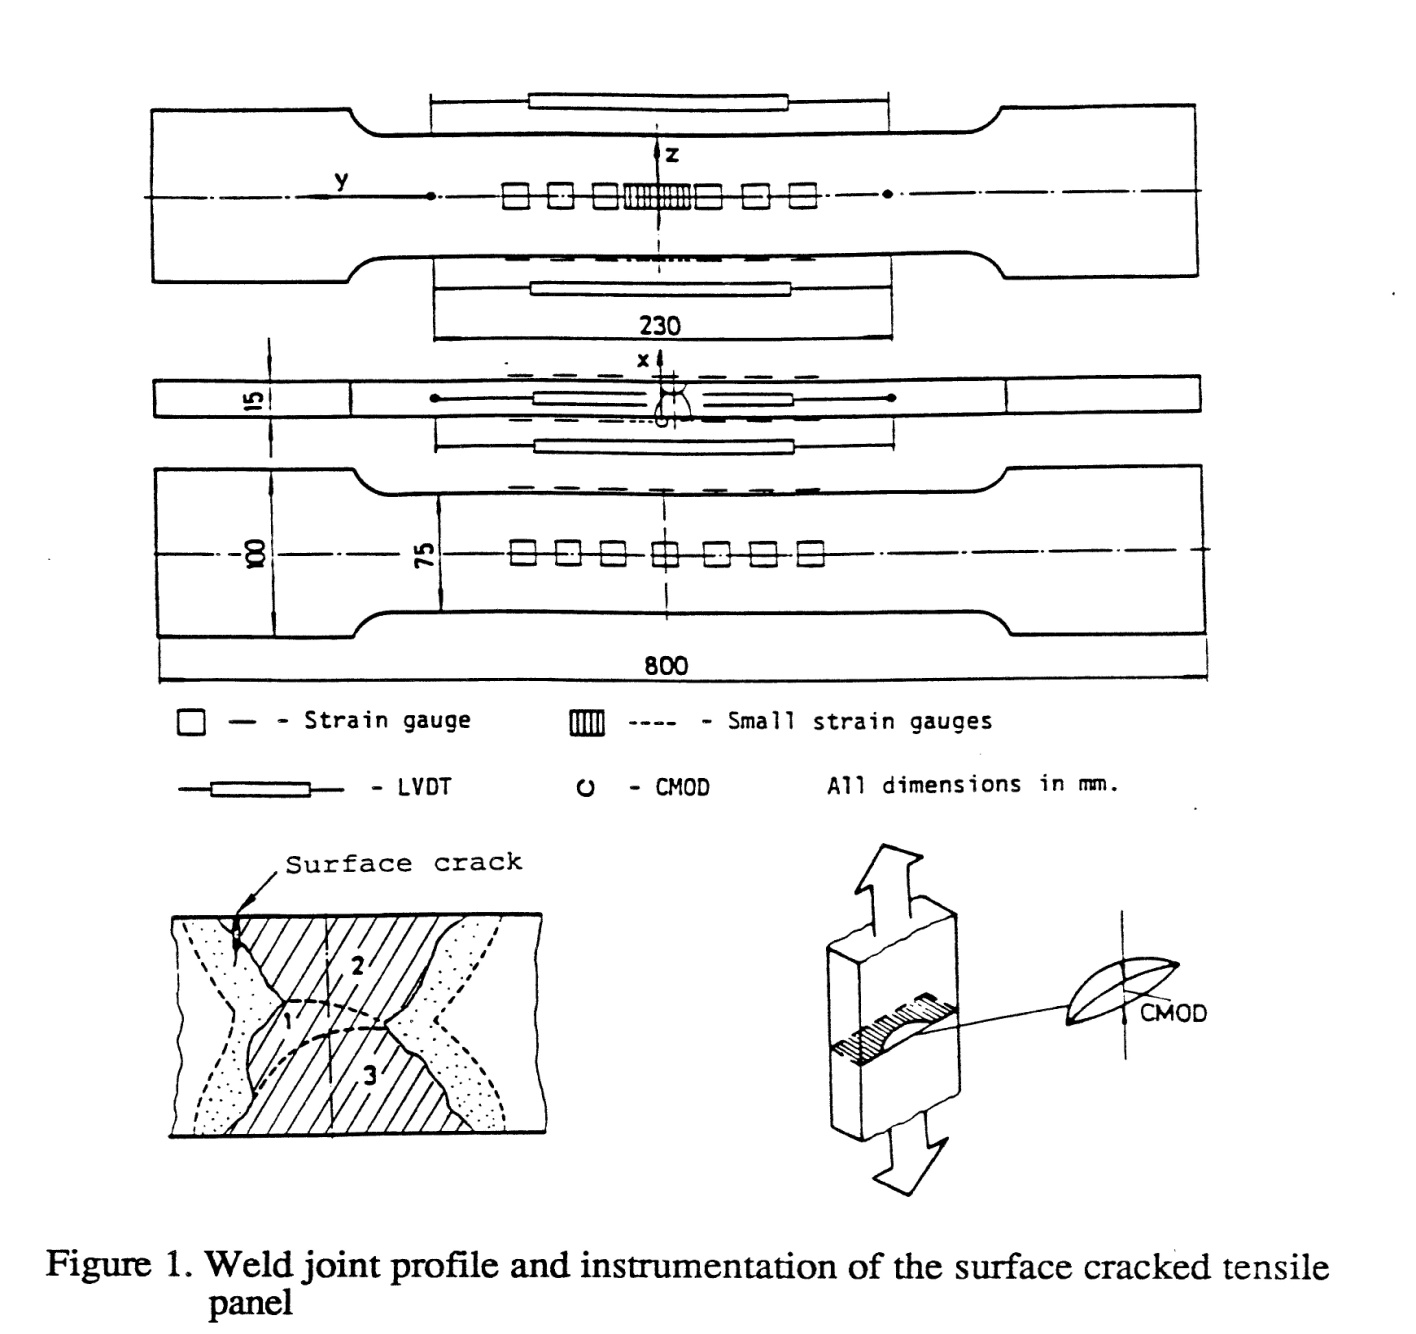 z
y
230
x
15
100
75
800
- Strain gauge
- Small strain gauges
- LVDT
- CMOD
All dimensions in mm.
Surface crack
2
1
3
CMOD
Figure 1. Weld joint profile and instrumentation of the surface cracked tensile
panel